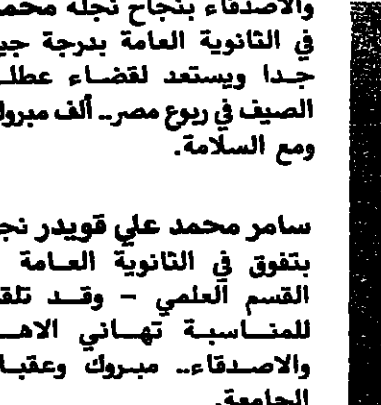 والاصدقاء بنجاح نجله محمد
في الثانوية العامة بدرجة جيد
جدا ويستعد لقضاء عطلة
الصيف في ربوع مصر.. ألف مبروك
ومع السلامة.
سامر محمد علي قويدر نجح
بتفوق في الثانوية العامة
القسم العلمي – وقد تلقى
للمناسبة تهاني الاهل
والاصدقاء.. مبروك وعقبال
الجامعة.